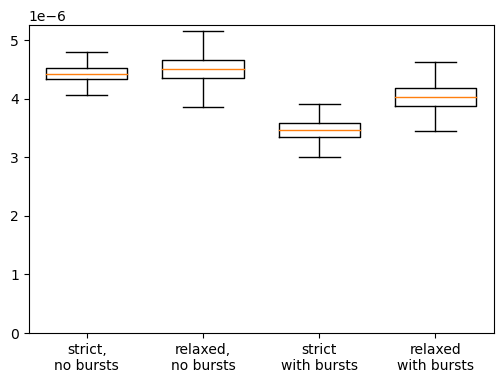 1e−6
5
4
3
2
1
0
strict, relaxed, strict relaxed
no bursts no bursts with bursts with bursts